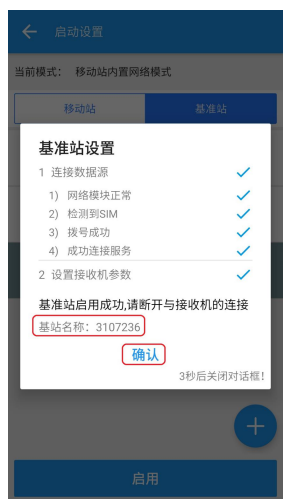 启动设置
当前模式： 移动站内置网络模式
移动站 基准站
基准站设置
1 连接数据源
1) 网络模块正常
2) 检测到SIM
3) 拨号成功
4) 成功连接服务
2 设置接收机参数
基准站启用成功,请断开与接收机的连接
基站名称：3107236
确认
3秒后关闭对话框!
启用